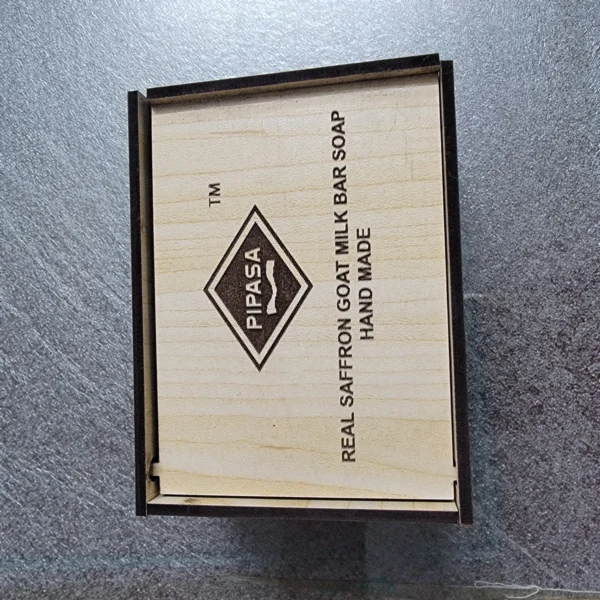 TM
PIPASA
REAL SAFFRON GOAT MILK BAR SOAP
HAND MADE